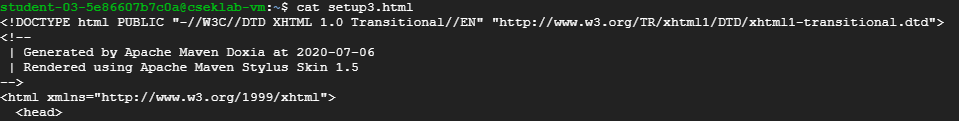 student-03-5e86607b7c0a@cseklab-vm:~$ cat setup3.html
<!DOCTYPE html PUBLIC "-//W3C//DTD XHTML 1.0 Transitional//EN" "http://www.w3.org/TR/xhtml1/DTD/xhtml1-transitional.dtd">
<!--
 | Generated by Apache Maven Doxia at 2020-07-06
 | Rendered using Apache Maven Stylus Skin 1.5
-->
<html xmlns="http://www.w3.org/1999/xhtml">
  <head>